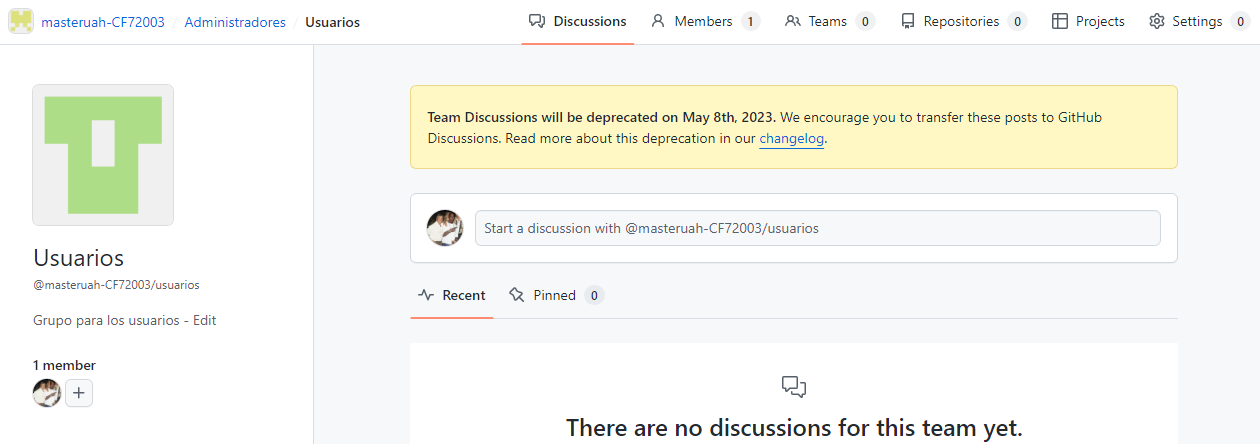 masteruah-CF72003 / Administradores / Usuarios
Discussions Members 1 Teams 0 Repositories 0 Projects Settings 0
Usuarios
@masteruah-CF72003/usuarios
Grupo para los usuarios - Edit
1 member
Team Discussions will be deprecated on May 8th, 2023. We encourage you to transfer these posts to GitHub
Discussions. Read more about this deprecation in our changelog.
Start a discussion with @masteruah-CF72003/usuarios
Recent Pinned 0
There are no discussions for this team yet.